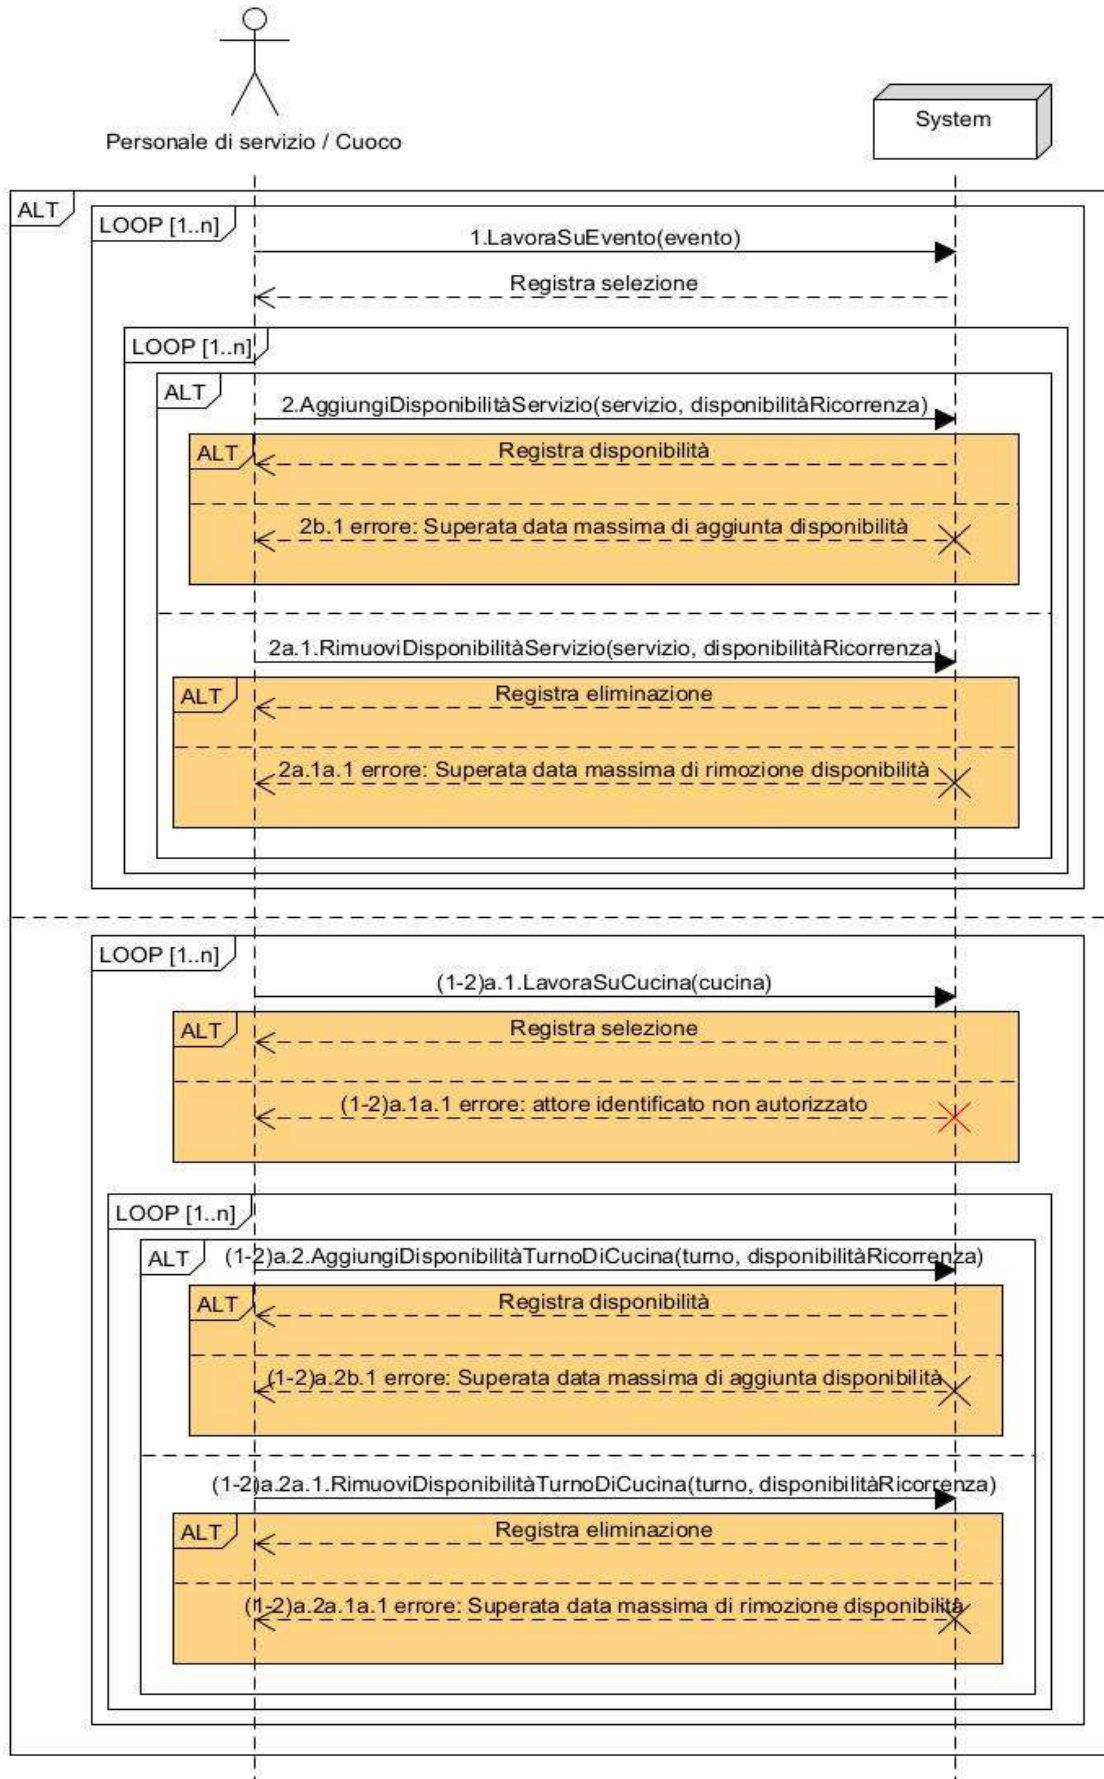 Personale di servizio / Cuoco
System
ALT
LOOP [1..n]
1.LavoraSuEvento(evento)
Registra selezione
LOOP [1..n]
ALT
2.AggiungiDisponibilitàServizio(servizio, disponibilitàRicorrenza)
ALT
Registra disponibilità
2b.1 errore: Superata data massima di aggiunta disponibilità
2a.1.RimuoviDisponibilitàServizio(servizio, disponibilitàRicorrenza)
ALT
Registra eliminazione
2a.1a.1 errore: Superata data massima di rimozione disponibilità
LOOP [1..n]
(1-2)a.1.LavoraSuCucina(cucina)
ALT
Registra selezione
(1-2)a.1a.1 errore: attore identificato non autorizzato
LOOP [1..n]
ALT
(1-2)a.2.AggiungiDisponibilitàTurnoDiCucina(turno, disponibilitàRicorrenza)
ALT
Registra disponibilità
(1-2)a.2b.1 errore: Superata data massima di aggiunta disponibilità
(1-2)a.2a.1.RimuoviDisponibilitàTurnoDiCucina(turno, disponibilitàRicorrenza)
ALT
Registra eliminazione
(1-2)a.2a.1a.1 errore: Superata data massima di rimozione disponibilità